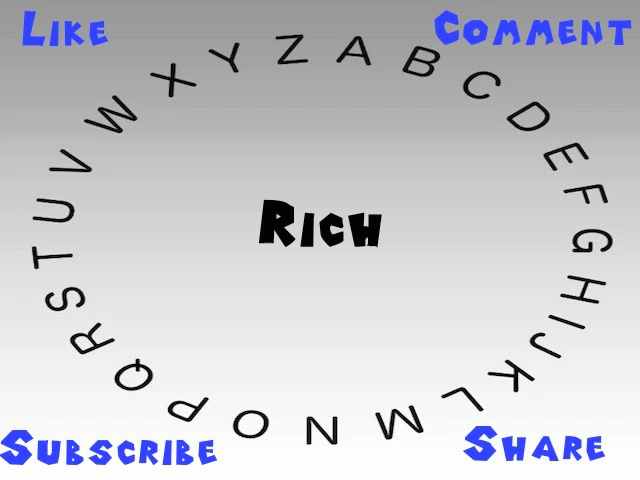 Like
Comment
A B C D E F G H I J K L M N O P Q R S T U V W X Y Z
Rich
Subscribe
Share